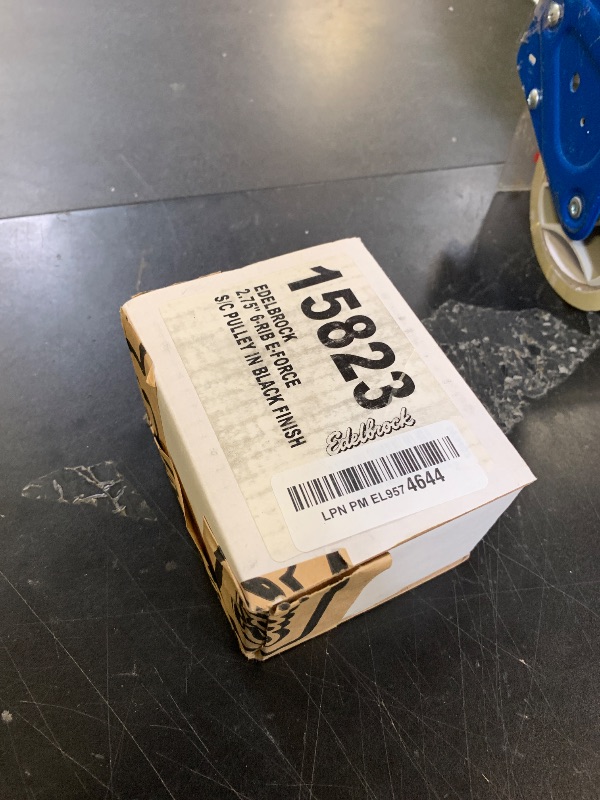 15823
EDELBROCK
2.75" 6-RIB E-FORCE
S/C PULLEY IN BLACK FINISH
Edelbrock
LPN PM EL957 4644